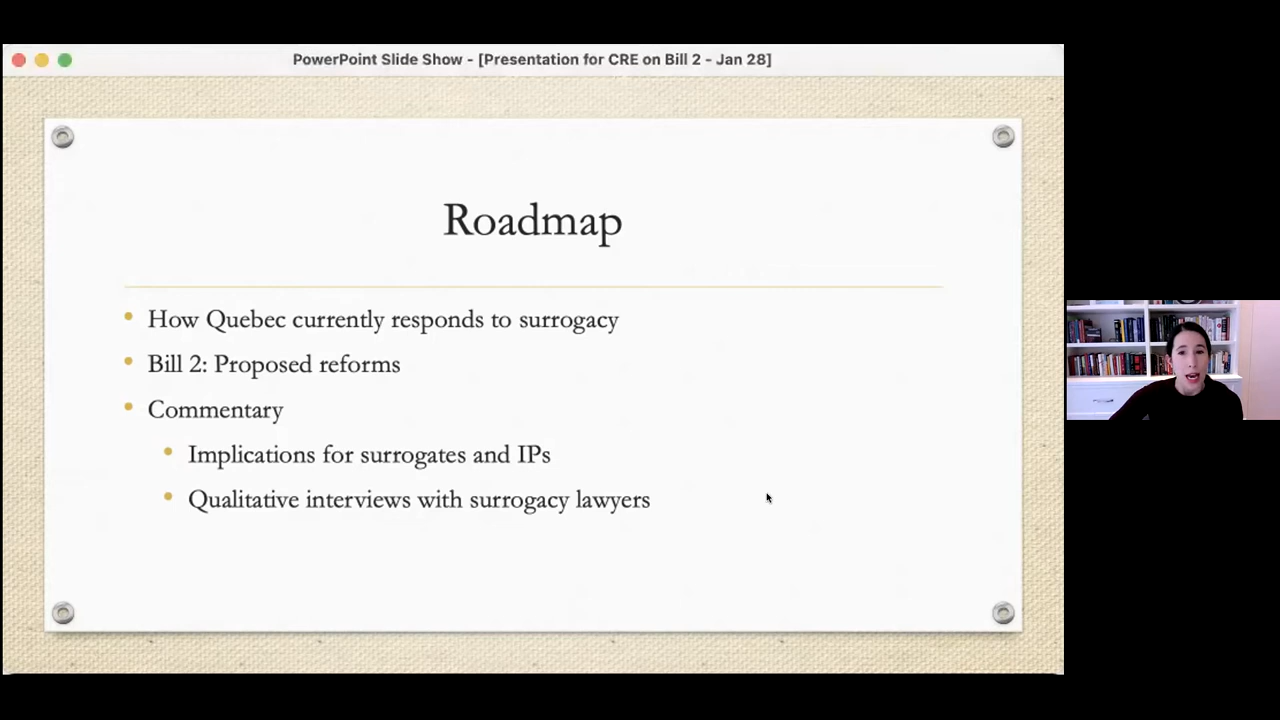 PowerPoint Slide Show - [Presentation for CRE on Bill 2 - Jan 28]
Roadmap
• How Quebec currently responds to surrogacy
• Bill 2: Proposed reforms
• Commentary
• Implications for surrogates and IPs
• Qualitative interviews with surrogacy lawyers